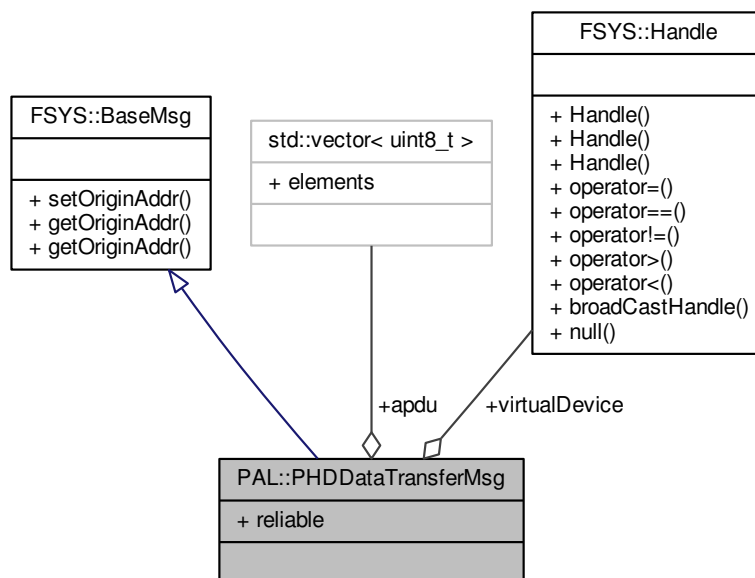 FSYS::Handle
+ Handle()
+ Handle()
+ Handle()
+ operator=()
+ operator==()
+ operator!=()
+ operator>()
+ operator<()
+ broadCastHandle()
+ null()
FSYS::BaseMsg
+ setOriginAddr()
+ getOriginAddr()
+ getOriginAddr()
std::vector< uint8_t >
+ elements
+apdu
+virtualDevice
PAL::PHDDataTransferMsg
+ reliable